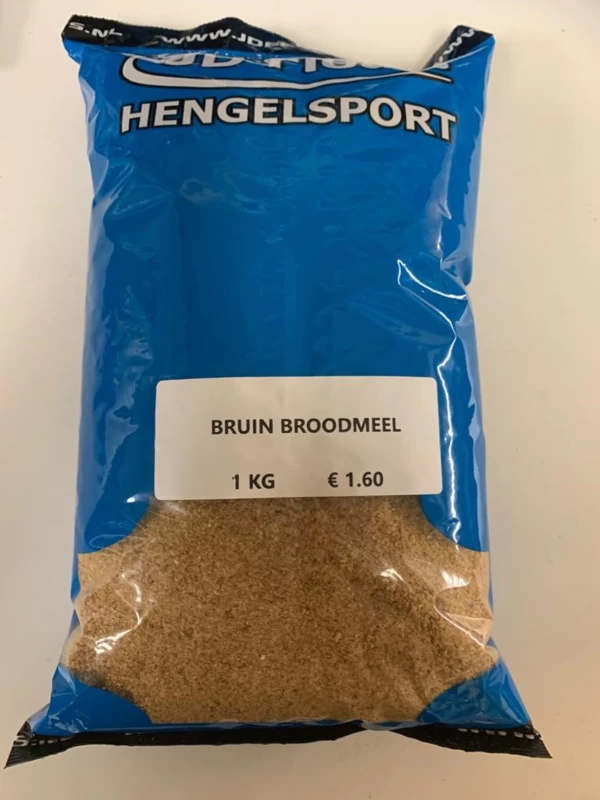 HENGELSPORT
BRUIN BROODMEEL
1 KG € 1.60